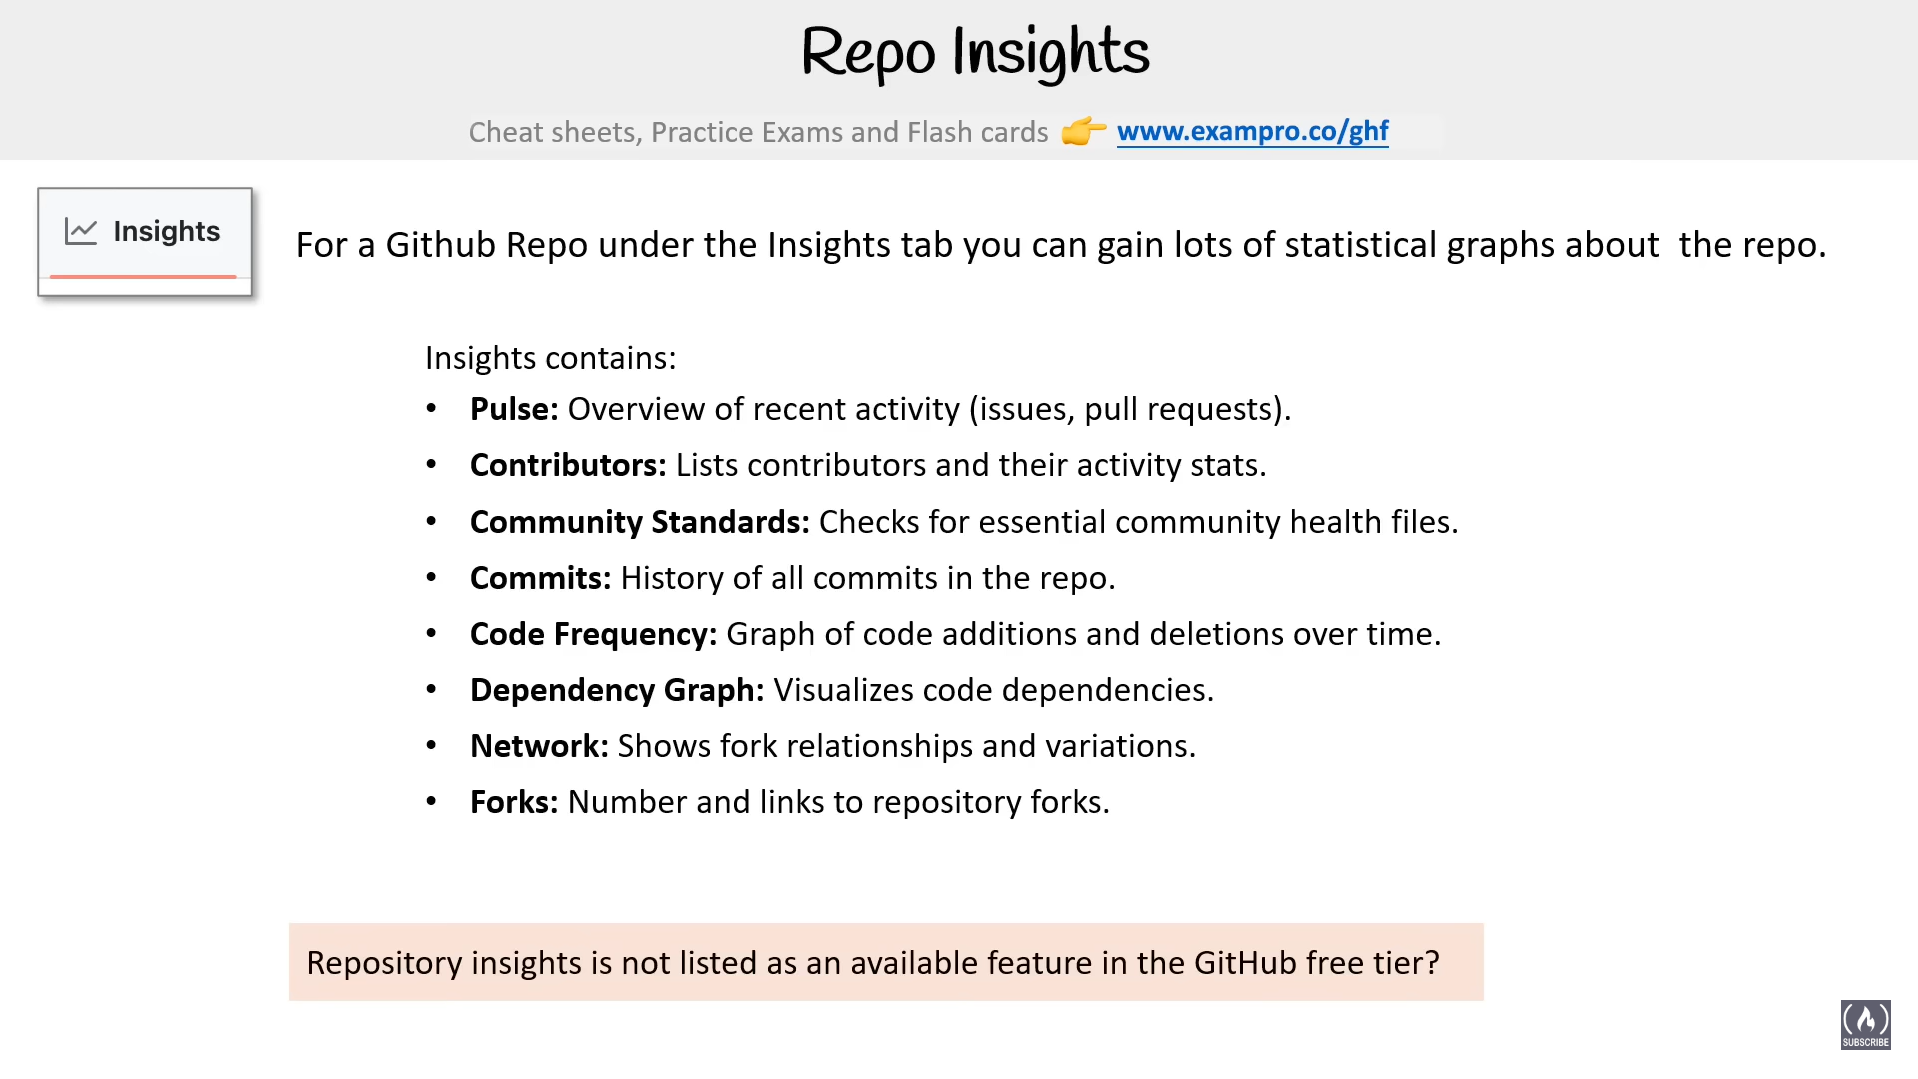 Repo Insights
Cheat sheets, Practice Exams and Flash cards 👉 www.exampro.co/ghf
Insights
For a Github Repo under the Insights tab you can gain lots of statistical graphs about  the repo.
Insights contains:
• Pulse: Overview of recent activity (issues, pull requests).
• Contributors: Lists contributors and their activity stats.
• Community Standards: Checks for essential community health files.
• Commits: History of all commits in the repo.
• Code Frequency: Graph of code additions and deletions over time.
• Dependency Graph: Visualizes code dependencies.
• Network: Shows fork relationships and variations.
• Forks: Number and links to repository forks.
Repository insights is not listed as an available feature in the GitHub free tier?
SUBSCRIBE